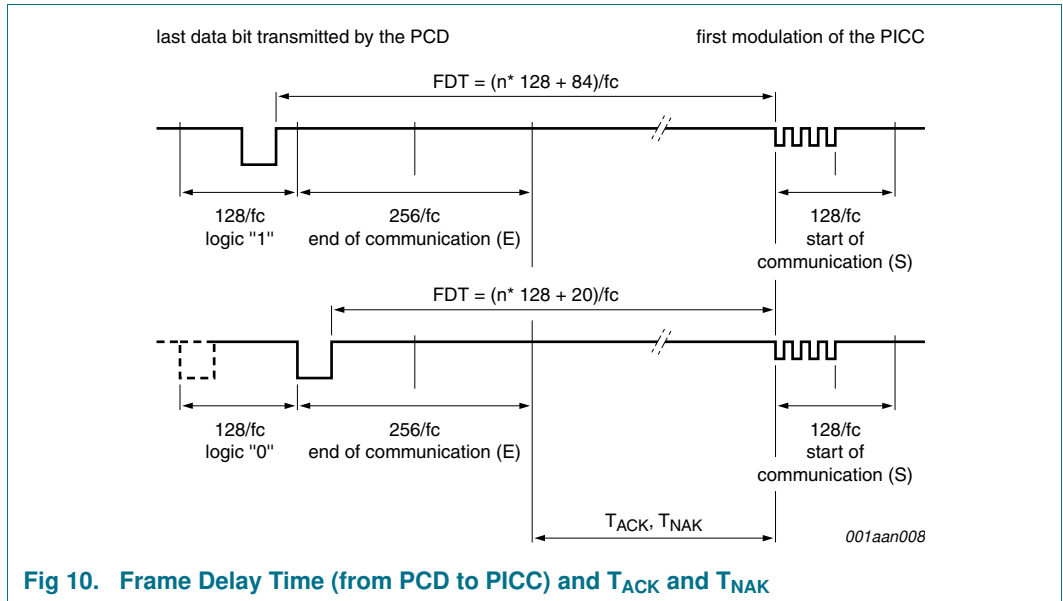 last data bit transmitted by the PCD
first modulation of the PICC
FDT = (n* 128 + 84)/fc
128/fc
logic "1"
256/fc
end of communication (E)
128/fc
start of
communication (S)
FDT = (n* 128 + 20)/fc
128/fc
logic "0"
256/fc
end of communication (E)
128/fc
start of
communication (S)
TACK, TNAK
001aan008
Fig 10. Frame Delay Time (from PCD to PICC) and TACK and TNAK